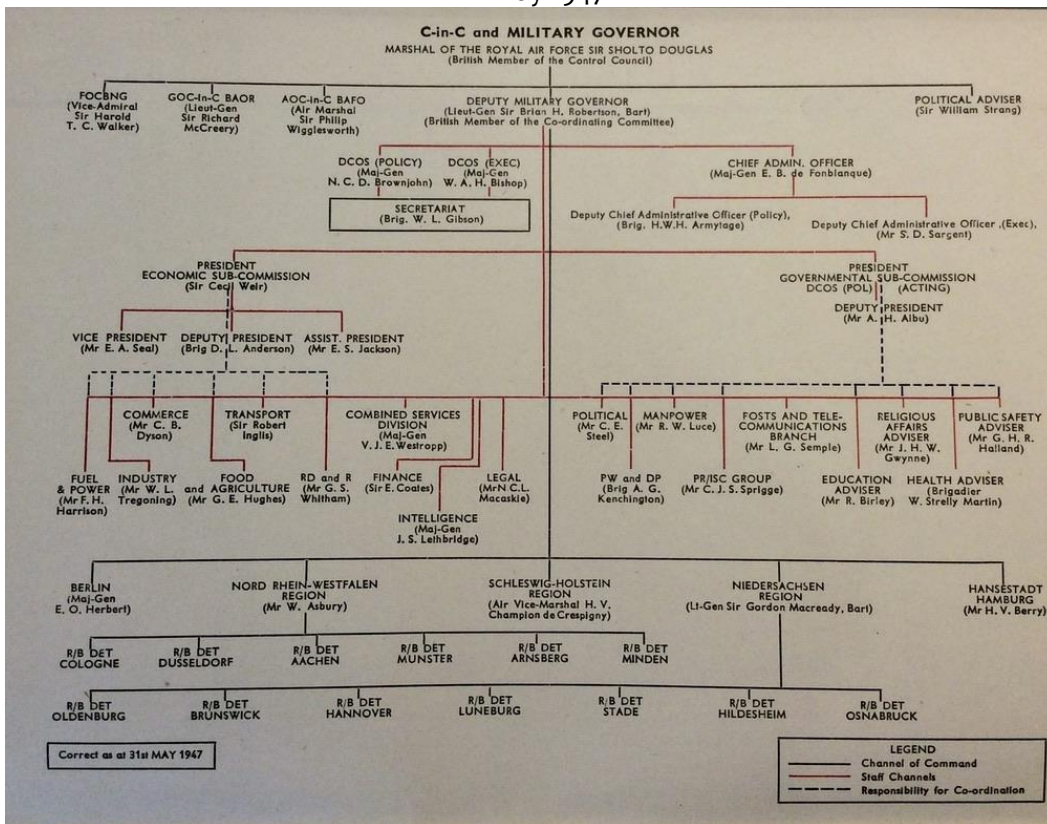 C-in-C and MILITARY GOVERNOR
MARSHAL OF THE ROYAL AIR FORCE SIR SHOLTO DOUGLAS
(British Member of the Control Council)
FOCBNG
(Vice-Admiral
Sir Harold
T. C. Walker)
GOC-in-C BAOR
(Lieut-Gen
Sir Richard
McCreery)
AOC-in-C BAFO
(Air Marshal
Sir Philip
Wigglesworth)
DEPUTY MILITARY GOVERNOR
(Lieut-Gen Sir Brian H. Robertson, Bart)
(British Member of the Co-ordinating Committee)
POLITICAL ADVISER
(Sir William Strang)
DCOS (POLICY)
(Maj-Gen
N. C. D. Brownjohn)
DCOS (EXEC)
(Maj-Gen
W. A. H. Bishop)
CHIEF ADMIN. OFFICER
(Maj-Gen E. B. de Fonblanque)
SECRETARIAT
(Brig. W. L. Gibson)
Deputy Chief Administrative Officer (Policy),
(Brig. H.W.H. Armytage)
Deputy Chief Administrative Officer ,(Exec),
(Mr S. D. Sargent)
PRESIDENT
ECONOMIC SUB-COMMISSION
(Sir Cecil Weir)
PRESIDENT
GOVERNMENTAL SUB-COMMISSION
DCOS (POL) (ACTING)
DEPUTY PRESIDENT
(Mr A. H. Albu)
VICE PRESIDENT
(Mr E. A. Seal)
DEPUTY PRESIDENT
(Brig D. L. Anderson)
ASSIST. PRESIDENT
(Mr E. S. Jackson)
COMMERCE
(Mr C. B.
Dyson)
TRANSPORT
(Sir Robert
Inglis)
COMBINED SERVICES
DIVISION
(Maj-Gen
V. J. E. Westropp)
POLITICAL
(Mr C. E.
Steel)
MANPOWER
(Mr R. W. Luce)
POSTS AND TELE-
COMMUNICATIONS
BRANCH
(Mr L. G. Semple)
RELIGIOUS
AFFAIRS
ADVISER
(Mr J. H. W.
Gwynne)
PUBLIC SAFETY
ADVISER
(Mr G. H. R.
Halland)
FUEL
& POWER
(Mr F. H.
Harrison)
INDUSTRY
(Mr W. L.
Tregoning)
FOOD
and AGRICULTURE
(Mr G. E. Hughes)
RD and R
(Mr G. S.
Whitham)
FINANCE
(Sir E. Coates)
LEGAL
(Mr N C.L.
Macaskie)
INTELLIGENCE
(Maj-Gen
J. S. Lethbridge)
PW and DP
(Brig A. G.
Kenchington)
PR/ISC GROUP
(Mr C. J. S. Sprigge)
EDUCATION
ADVISER
(Mr R. Birley)
HEALTH ADVISER
(Brigadier
W. Strelly Martin)
BERLIN
(Maj-Gen
E. O. Herbert)
NORD RHEIN-WESTFALEN
REGION
(Mr W. Asbury)
SCHLESWIG-HOLSTEIN
REGION
(Air Vice-Marshal H. V.
Champion de Crespigny)
NIEDERSACHSEN
REGION
(Lt-Gen Sir Gordon Macready, Bart)
HANSESTADT
HAMBURG
(Mr H. V. Berry)
R/B DET
COLOGNE
R/B DET
DUSSELDORF
R/B DET
AACHEN
R/B DET
MUNSTER
R/B DET
ARNSBERG
R/B DET
MINDEN
R/B DET
OLDENBURG
R/B DET
BRUNSWICK
R/B DET
HANNOVER
R/B DET
LUNEBURG
R/B DET
STADE
R/B DET
HILDESHEIM
R/B DET
OSNABRUCK
Correct as at 31st MAY 1947
LEGEND
Channel of Command
Staff Channels
Responsibility for Co-ordination